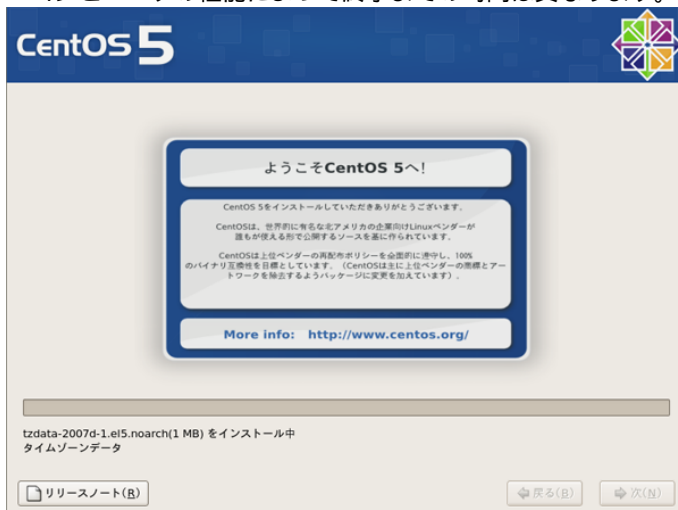 CentOS 5
ようこそCentOS 5へ!
CentOS 5をインストールしていただきありがとうございます.
CentOSは、世界的に有名な北アメリカの企業向けLinuxベンダーが
誰もが使える形で公開するソースを基に作られています.
CentOSは上位ベンダーの再配布ポリシーを全面的に遵守し、100%
のバイナリ互換性を目標としています. (CentOSは主に上位ベンダーの商標とアー
トワークを除去するようパッケージに変更を加えています) .
More info: http://www.centos.org/
tzdata-2007d-1.el5.noarch(1 MB) をインストール中
タイムゾーンデータ
リリースノート(R)
戻る(B)
次(N)